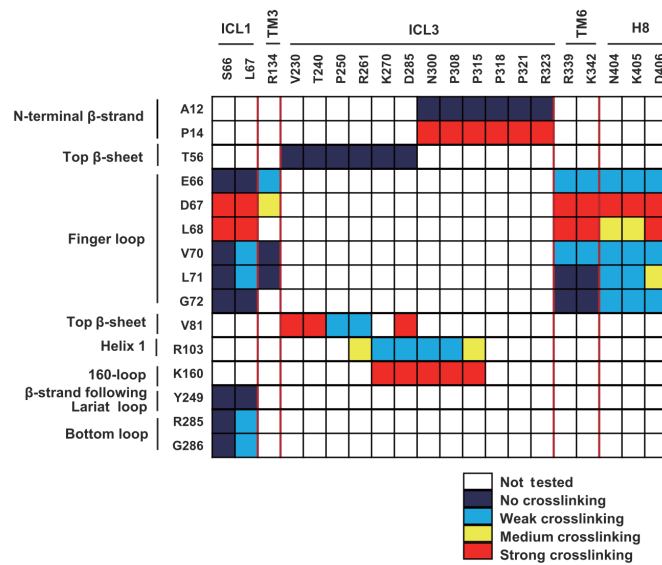 ICL1 TM3 ICL3 TM6 H8
S66 L67 R134 V230 T240 P250 R261 K270 D285 N300 P308 P315 P318 P321 R323 R339 K342 N404 K405 D406
N-terminal β-strand A12
P14
Top β-sheet T56
E66
D67
Finger loop L68
V70
L71
G72
Top β-sheet V81
Helix 1 R103
160-loop K160
β-strand following
Lariat loop Y249
R285
Bottom loop
G286
Not tested
No crosslinking
Weak crosslinking
Medium crosslinking
Strong crosslinking